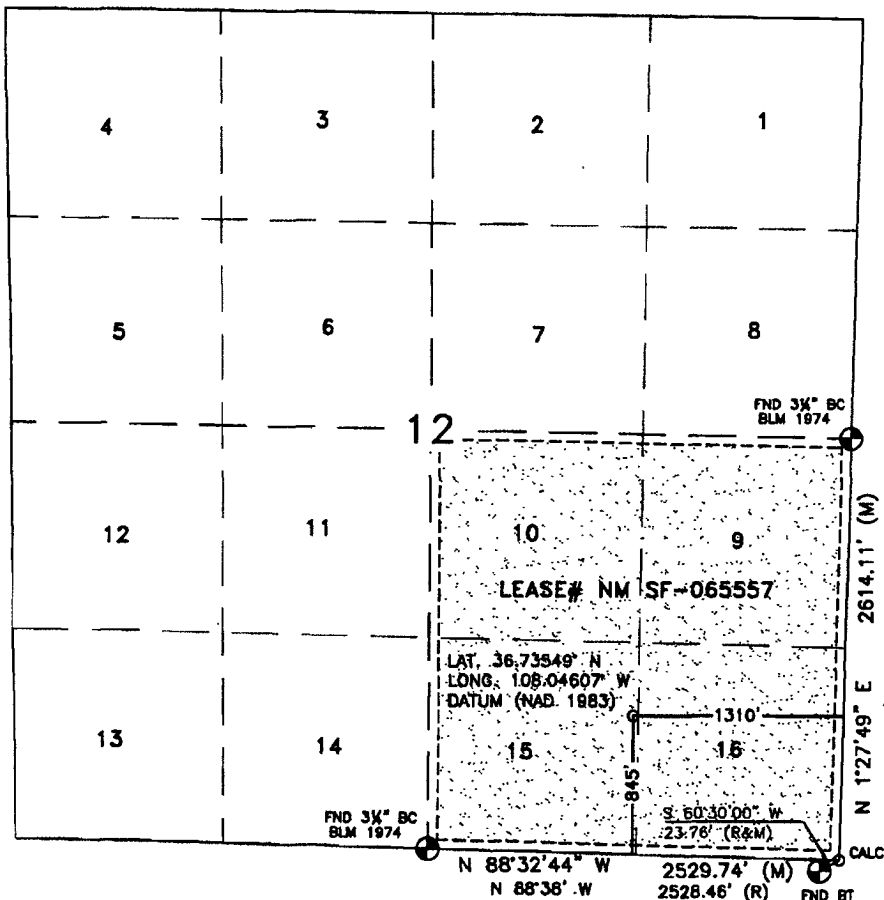 4 3 2 1
5 6 7 8
FND 3¼" BC
BLM 1974
12
12 11 10 9
LEASE# NM SF-065557
2614.11' (M)
N 1°27'49" E
LAT. 36.73549° N
LONG. 108.04607° W
DATUM (NAD 1983)
1310'
13 14 15 16
845'
S 60°30'00" W
23.76' (R&M)
FND 3¼" BC
BLM 1974
CALC
N 88°32'44" W 2529.74' (M)
N 88°38' W 2528.46' (R)
FND BT